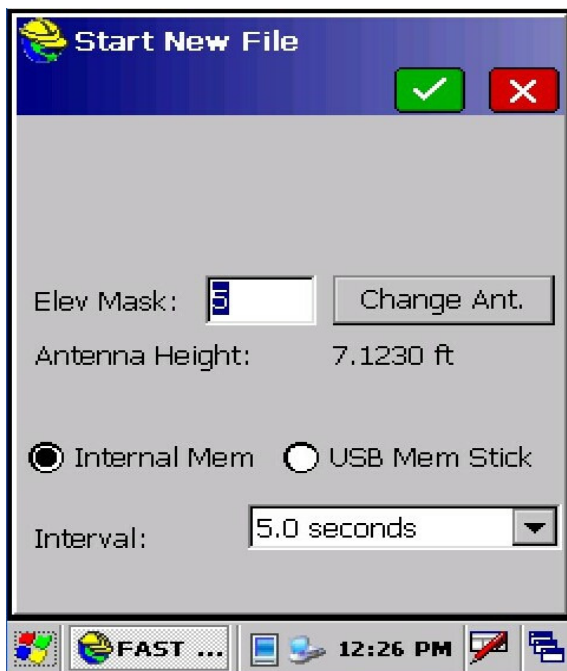 Start New File
Elev Mask: 5 Change Ant.
Antenna Height: 7.1230 ft
Internal Mem USB Mem Stick
Interval: 5.0 seconds
FAST ... 12:26 PM